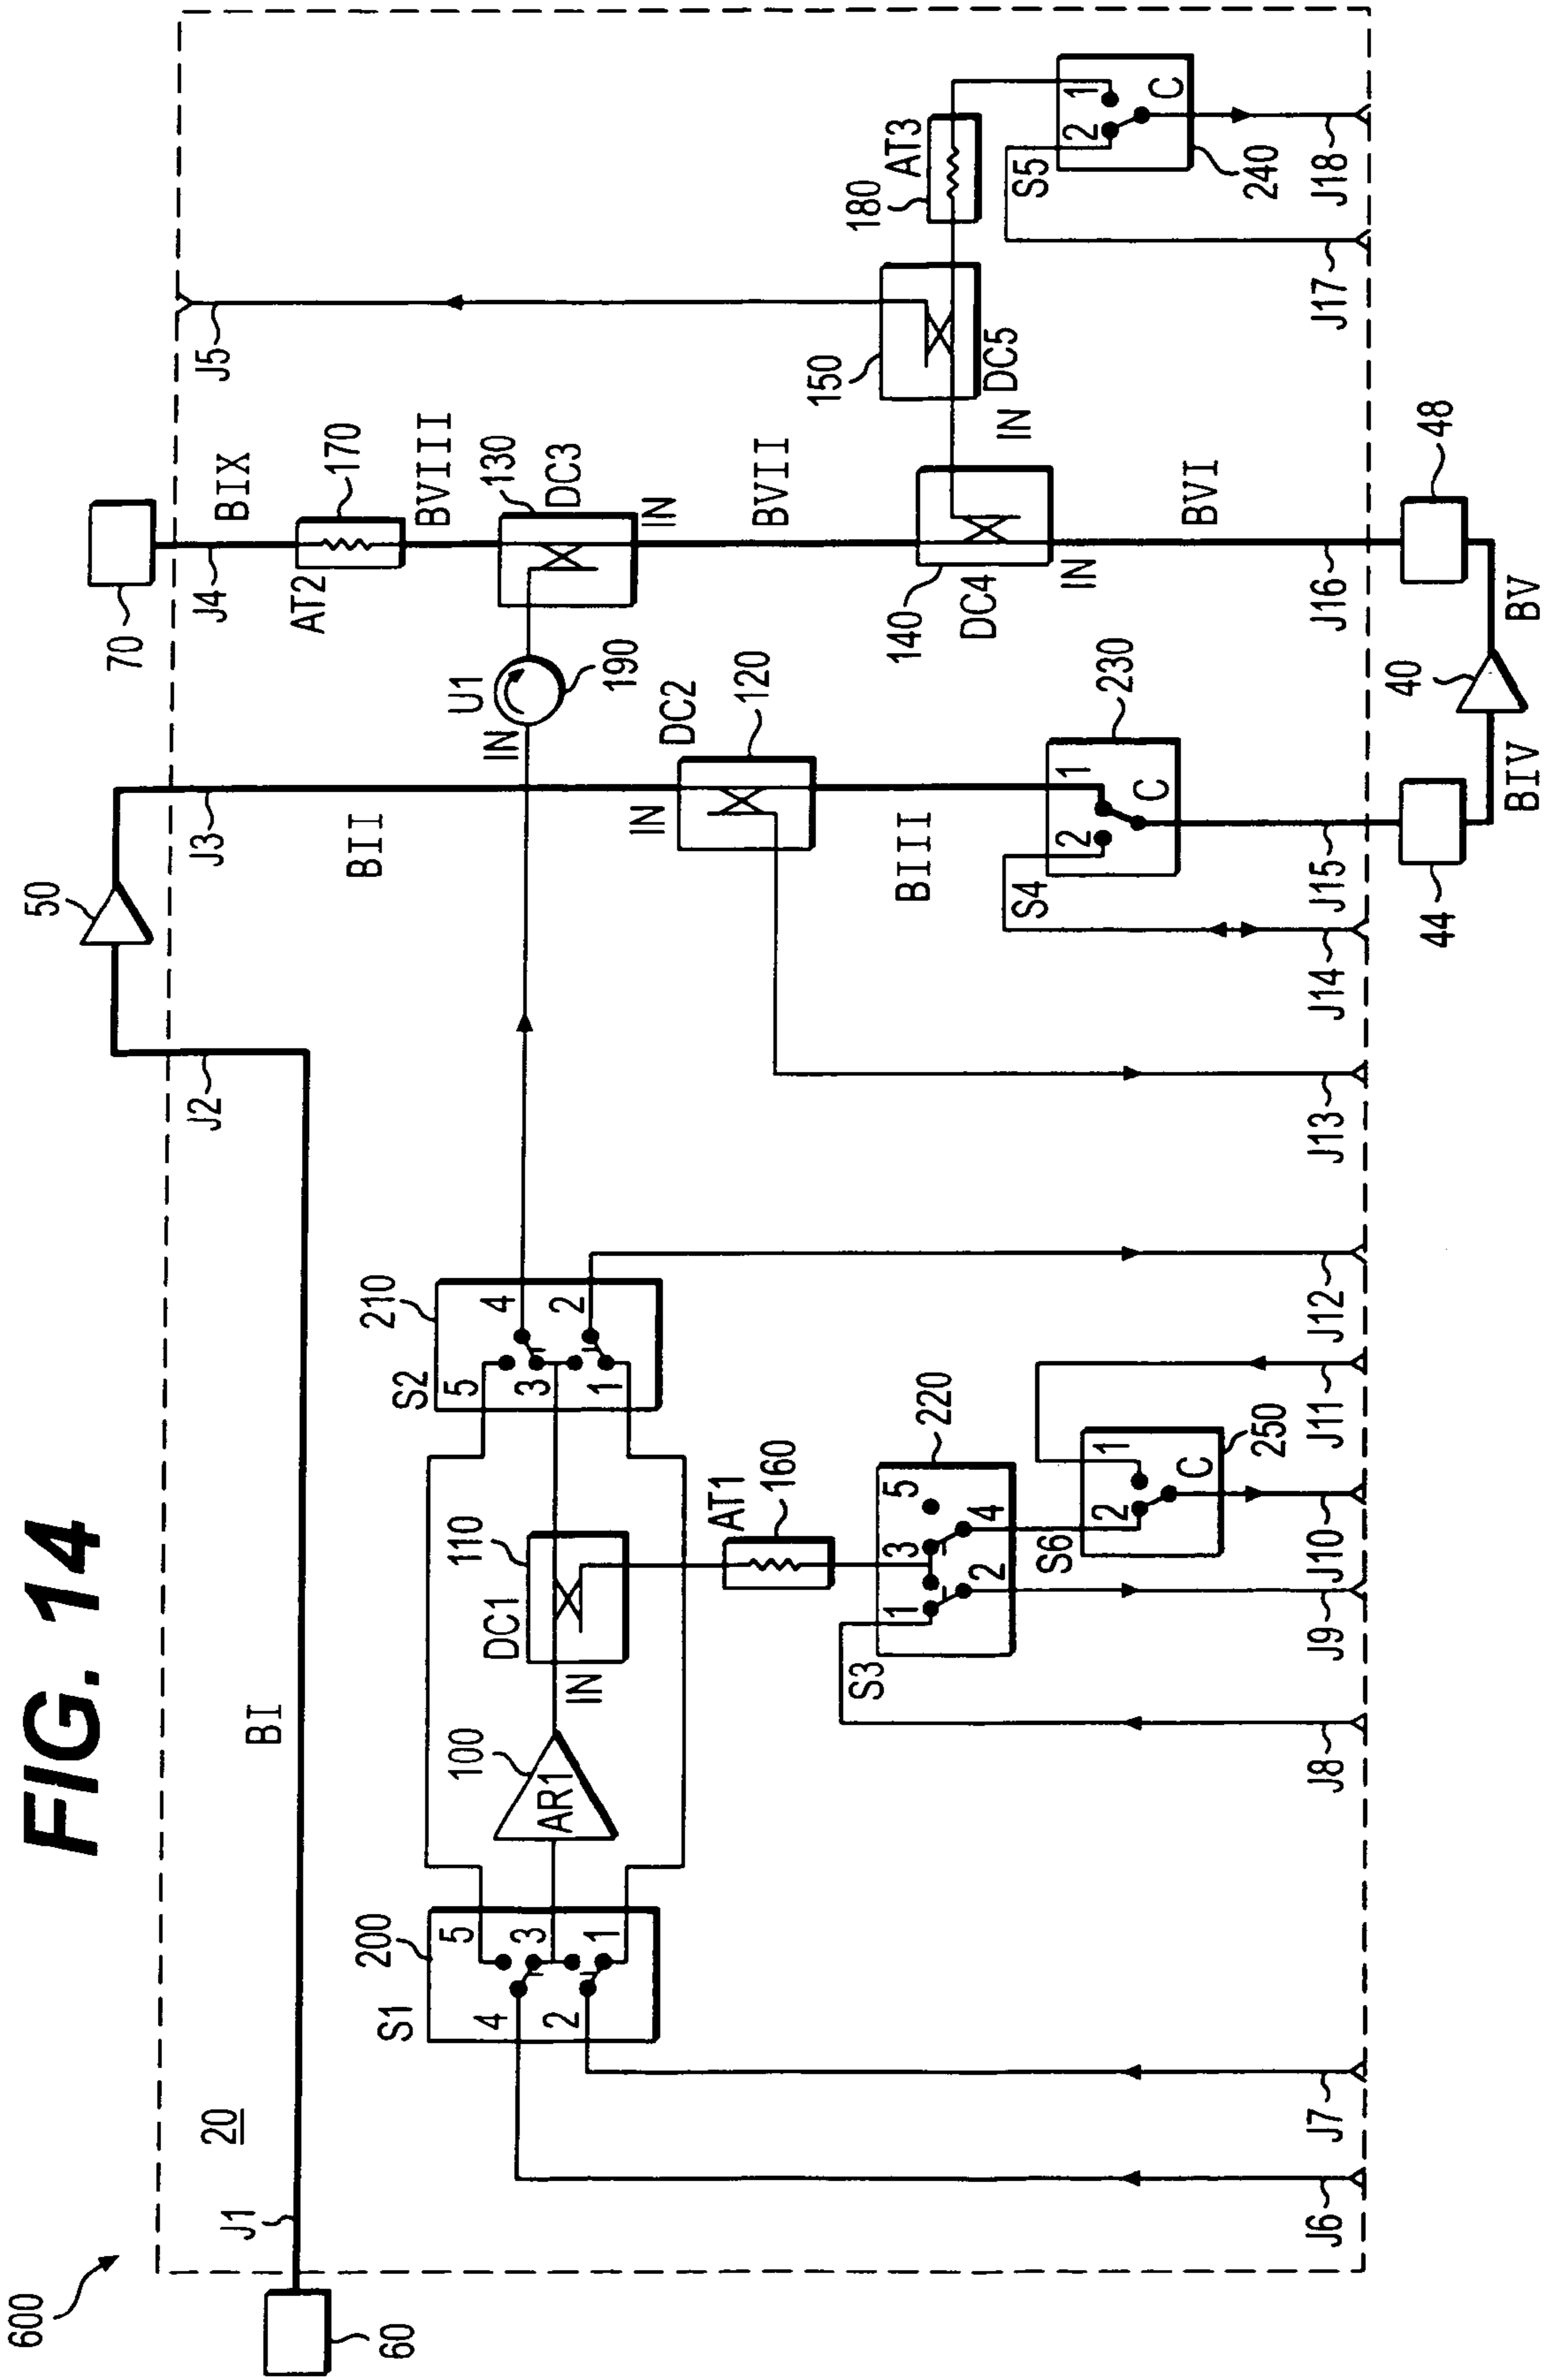 FIG. 14
600
60
J1
20
BI
J2
50
J3
BII
70
J4
BIX
AT2
170
BVIII
J5
S1
200
4
5
3
2
1
100
AR1
IN
DC1
110
S2
210
5
4
3
2
1
IN
U1
190
130
DC3
IN
BVII
AT1
160
S3
220
1
3
5
2
4
S6
250
2
1
C
IN
DC2
120
BIII
S4
230
2
1
C
140
DC4
IN
BVI
150
IN
DC5
180
AT3
S5
240
2
1
C
J6
J7
J8
J9
J10
J11
J12
J13
J14
J15
J16
J17
J18
44
BIV
40
BV
48